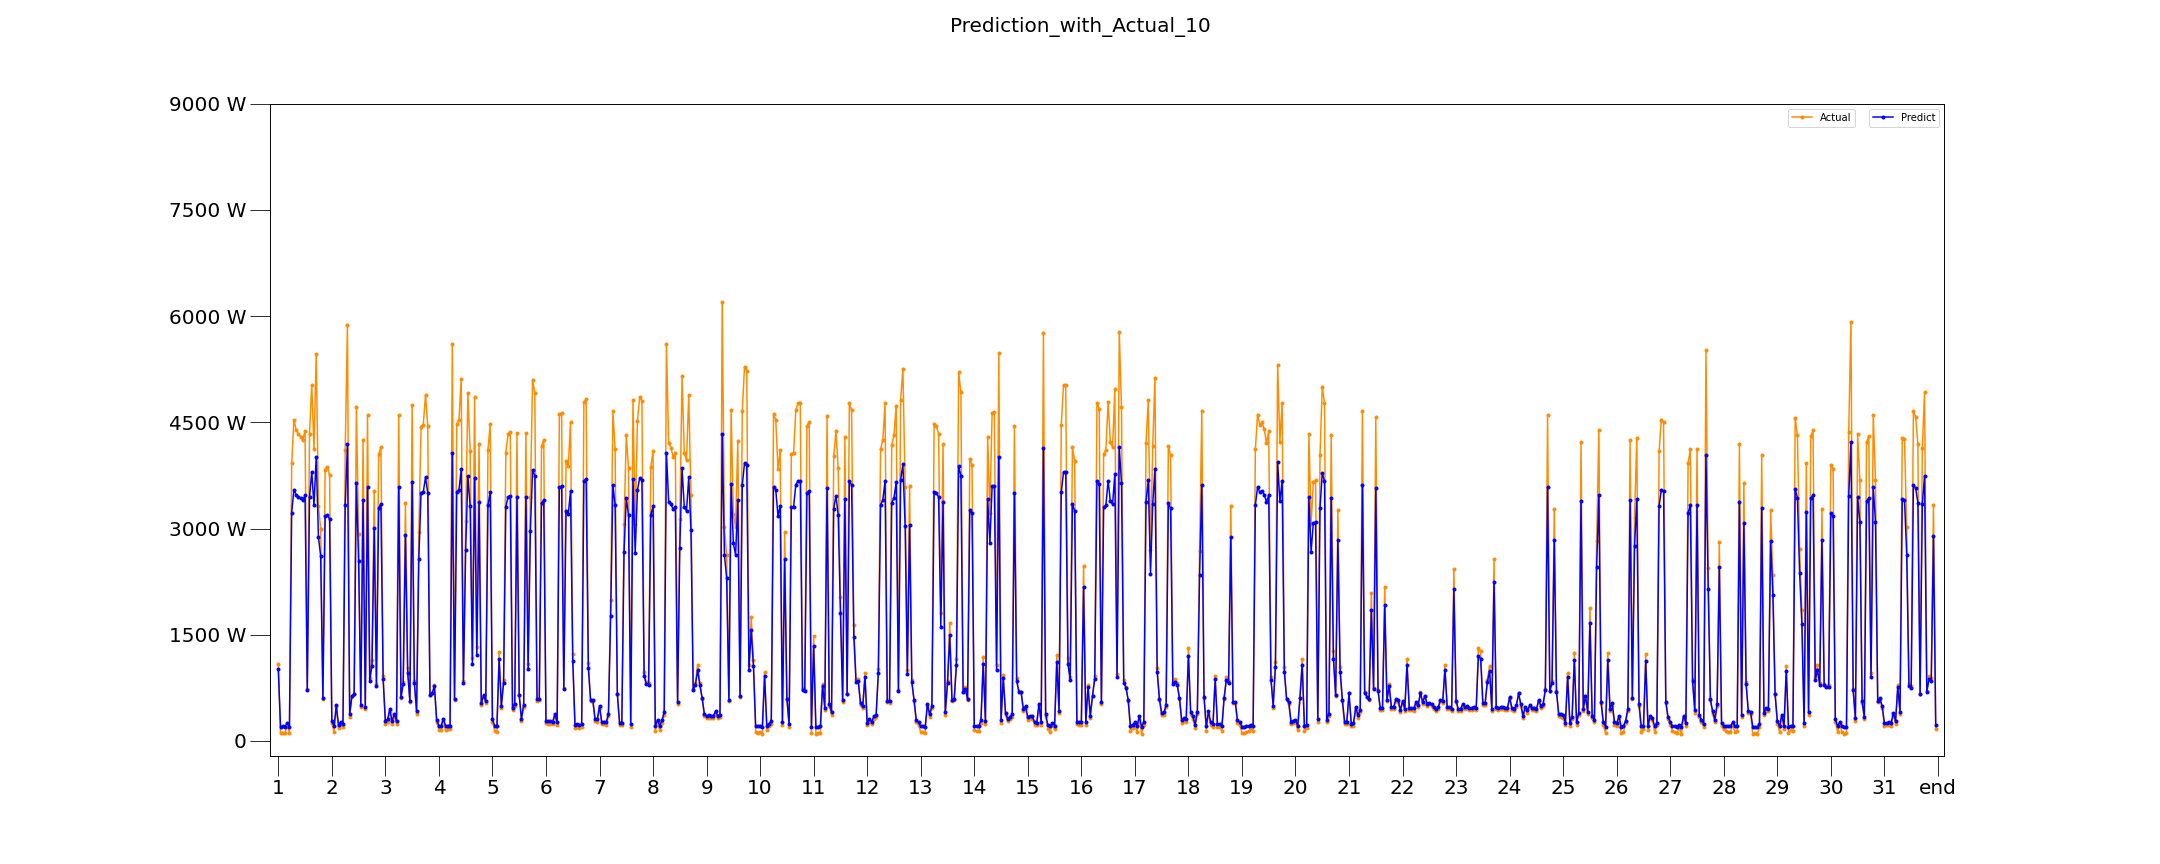 Prediction_with_Actual_10
9000 W
7500 W
6000 W
4500 W
3000 W
1500 W
0
Actual Predict
1 2 3 4 5 6 7 8 9 10 11 12 13 14 15 16 17 18 19 20 21 22 23 24 25 26 27 28 29 30 31 end